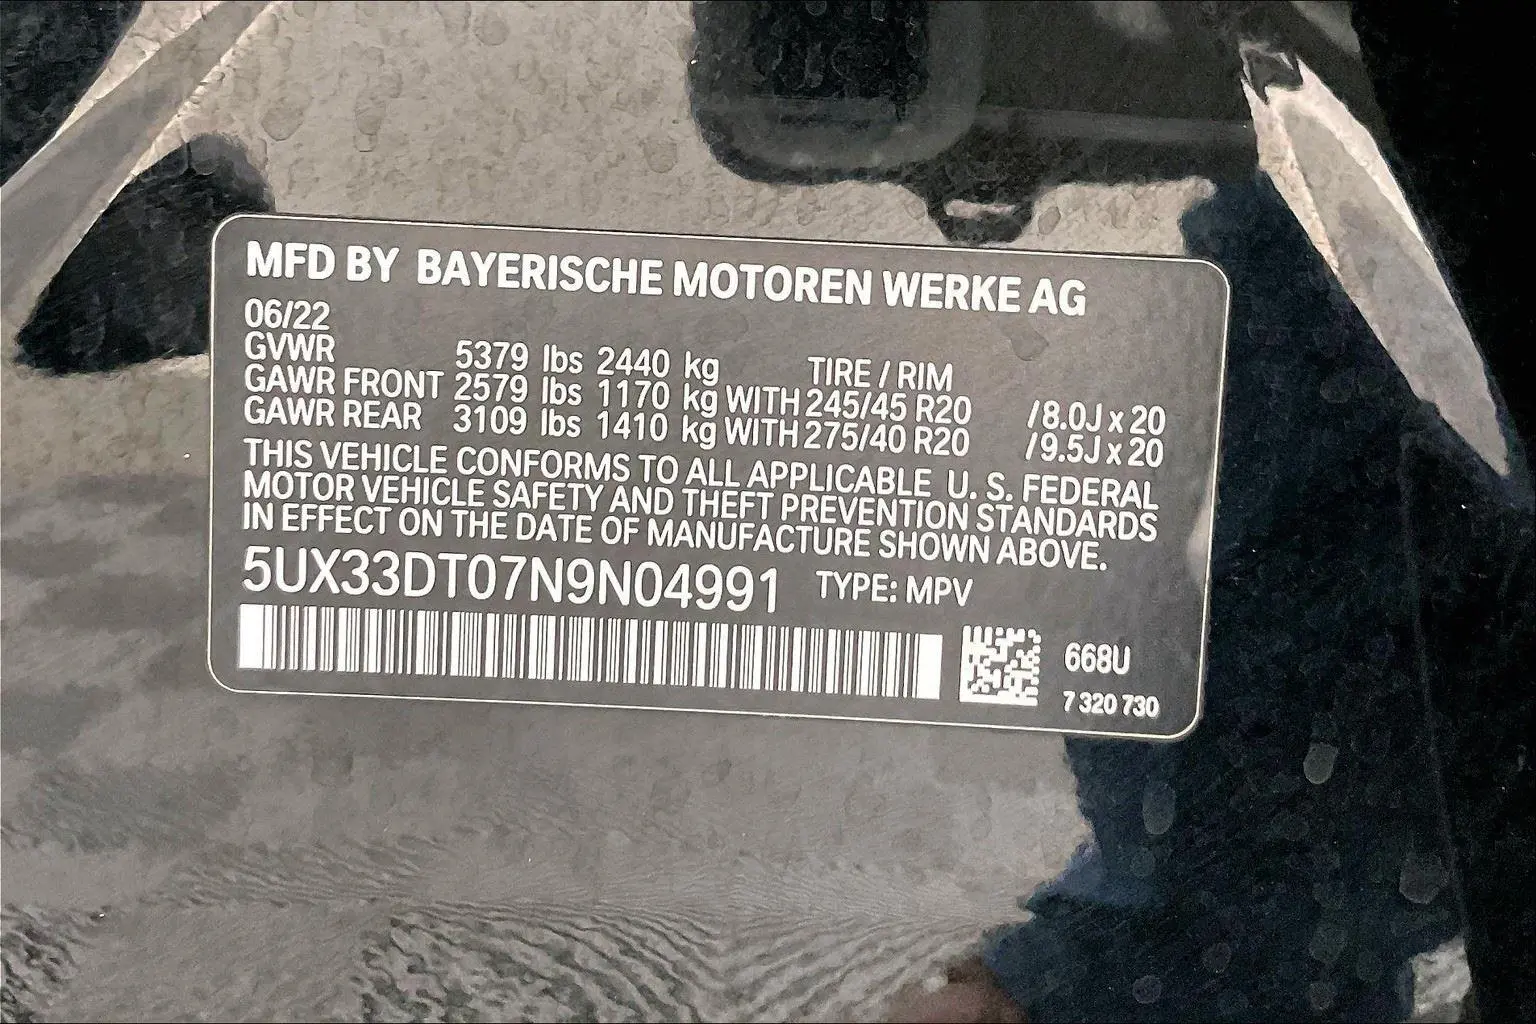 MFD BY BAYERISCHE MOTOREN WERKE AG
06/22
GVWR 5379 lbs 2440 kg TIRE / RIM
GAWR FRONT 2579 lbs 1170 kg WITH 245/45 R20 /8.0J x 20
GAWR REAR 3109 lbs 1410 kg WITH 275/40 R20 /9.5J x 20
THIS VEHICLE CONFORMS TO ALL APPLICABLE U. S. FEDERAL
MOTOR VEHICLE SAFETY AND THEFT PREVENTION STANDARDS
IN EFFECT ON THE DATE OF MANUFACTURE SHOWN ABOVE.
5UX33DT07N9N04991 TYPE: MPV
668U
7 320 730